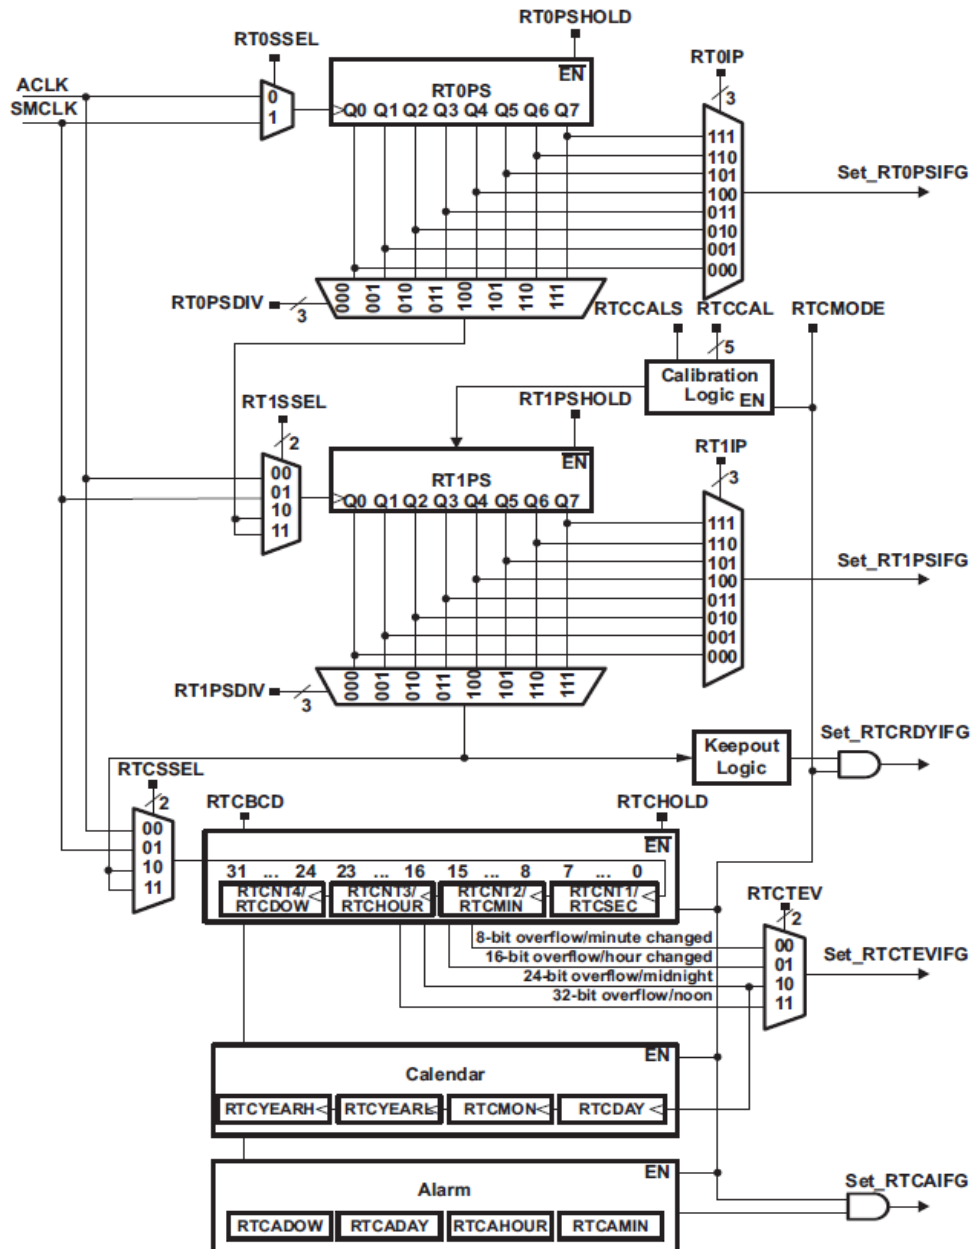 RT0PSHOLD
RT0SSEL
RT0IP
ACLK
SMCLK
0
1
EN
RT0PS
Q0 Q1 Q2 Q3 Q4 Q5 Q6 Q7
3
111
110
101
100
011
010
001
000
Set_RT0PSIFG
RT0PSDIV
3
000 001 010 011 100 101 110 111
RTCCALS RTCCAL RTCMODE
5
Calibration
Logic EN
RT1SSEL
2
RT1PSHOLD
00
01
10
11
EN
RT1PS
Q0 Q1 Q2 Q3 Q4 Q5 Q6 Q7
RT1IP
3
111
110
101
100
011
010
001
000
Set_RT1PSIFG
RT1PSDIV
3
000 001 010 011 100 101 110 111
Keepout
Logic
Set_RTCRDYIFG
RTCSSEL
2
00
01
10
11
RTCBCD
RTCHOLD
EN
31 ... 24 23 ... 16 15 ... 8 7 ... 0
RTCNT4/ RTCNT3/ RTCNT2/ RTCNT1/
RTCDOW RTCHOUR RTCMIN RTCSEC
RTCTEV
2
8-bit overflow/minute changed
16-bit overflow/hour changed
24-bit overflow/midnight
32-bit overflow/noon
00
01
10
11
Set_RTCTEVIFG
EN
Calendar
RTCYEARH RTCYEARL RTCMON RTCDAY
EN
Alarm
RTCADOW RTCADAY RTCAHOUR RTCAMIN
Set_RTCAIFG